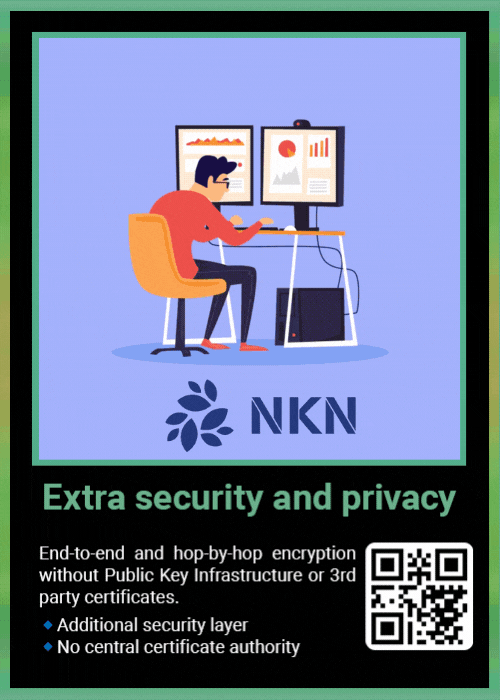 NKN
Extra security and privacy
End-to-end and hop-by-hop encryption
without Public Key Infrastructure or 3rd
party certificates.
Additional security layer
No central certificate authority